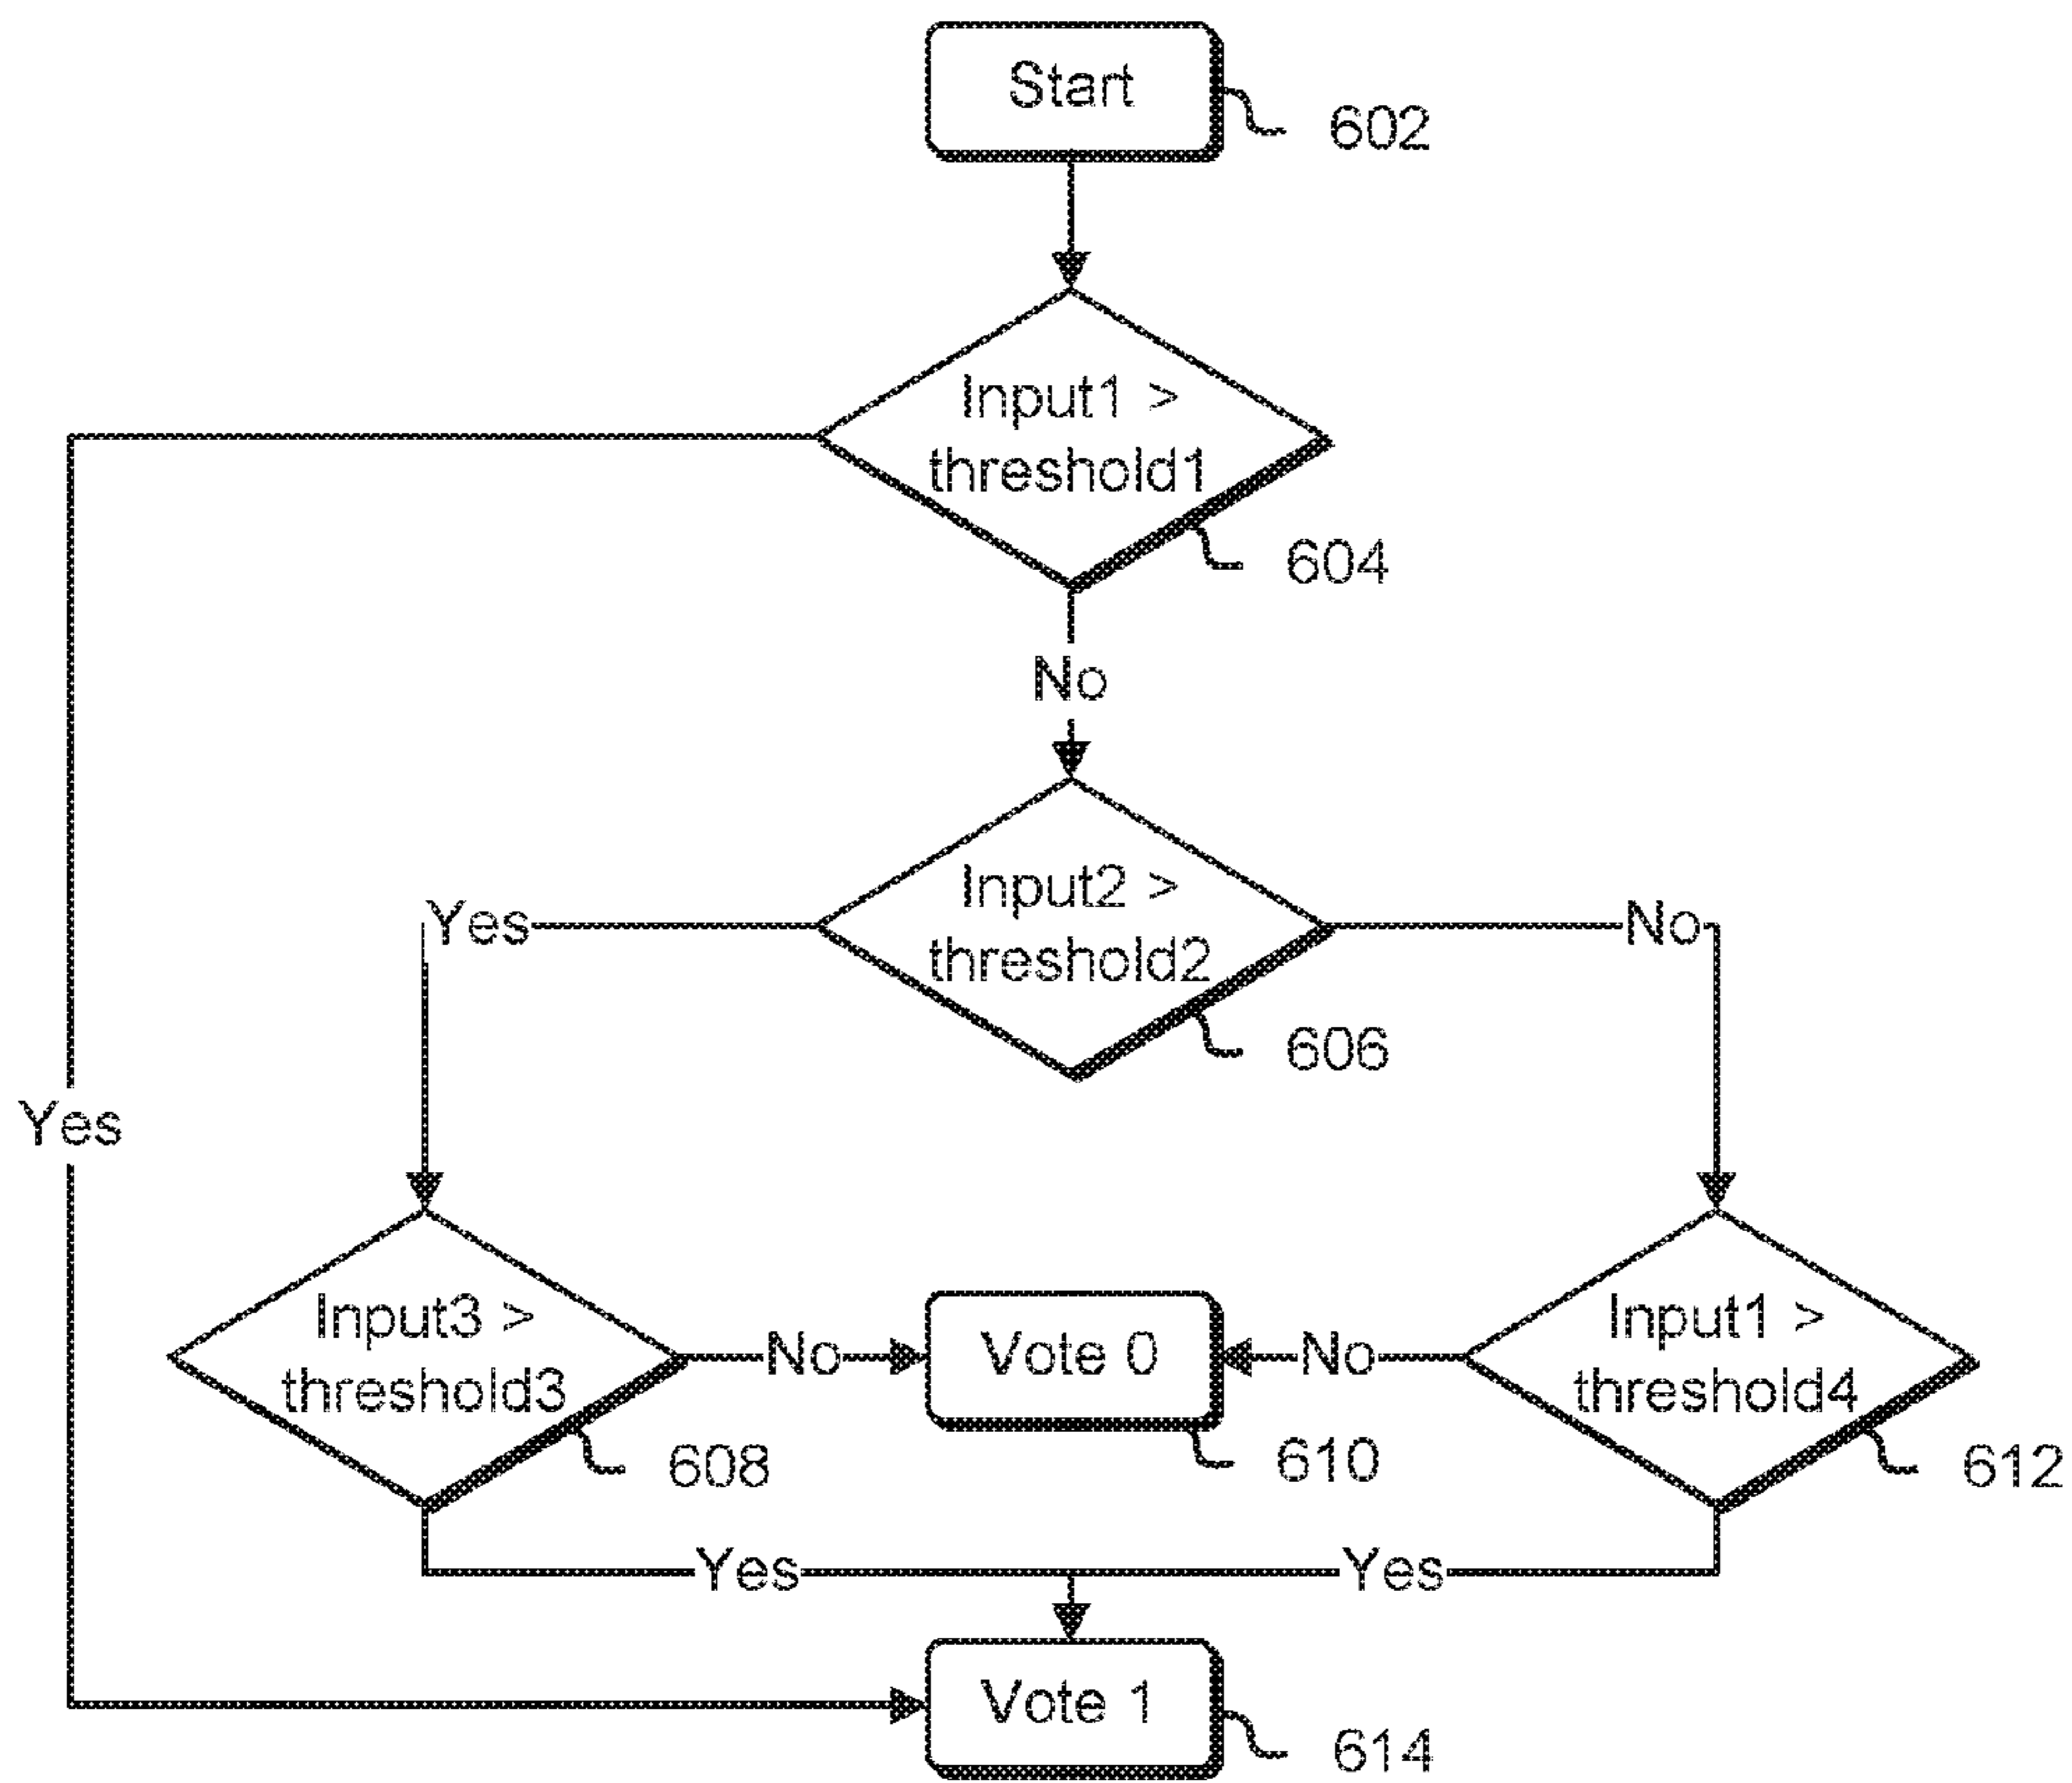 Start
602
Input1 >
threshold1
604
No
Input2 >
threshold2
606
Yes
No
Yes
Input3 >
threshold3
608
No
Vote 0
610
No
Input1 >
threshold4
612
Yes
Yes
Vote 1
614